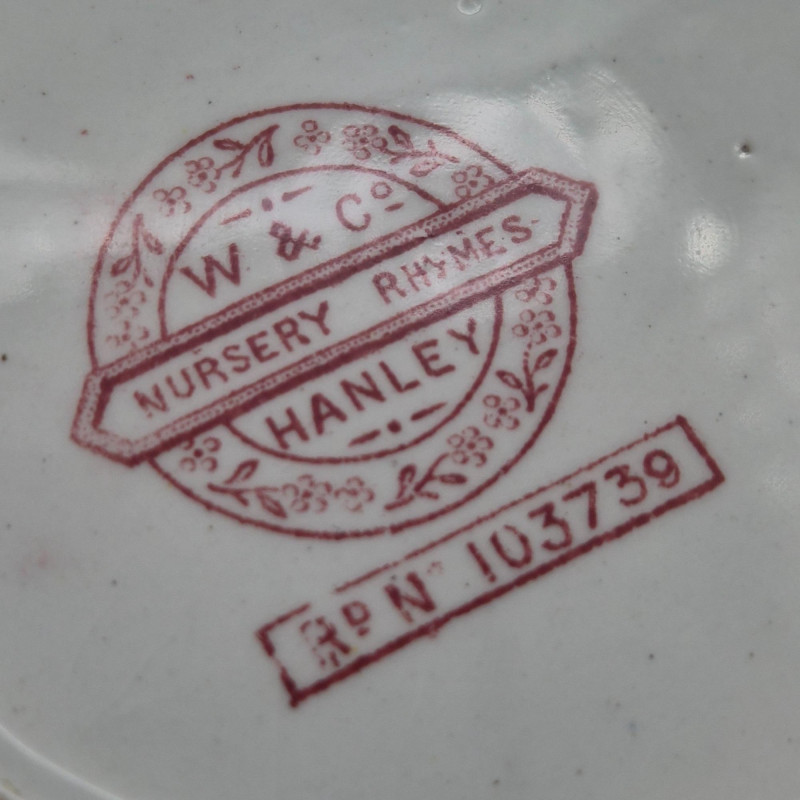 W & Cº
NURSERY RHYMES
HANLEY
Rᴰ Nº 103739